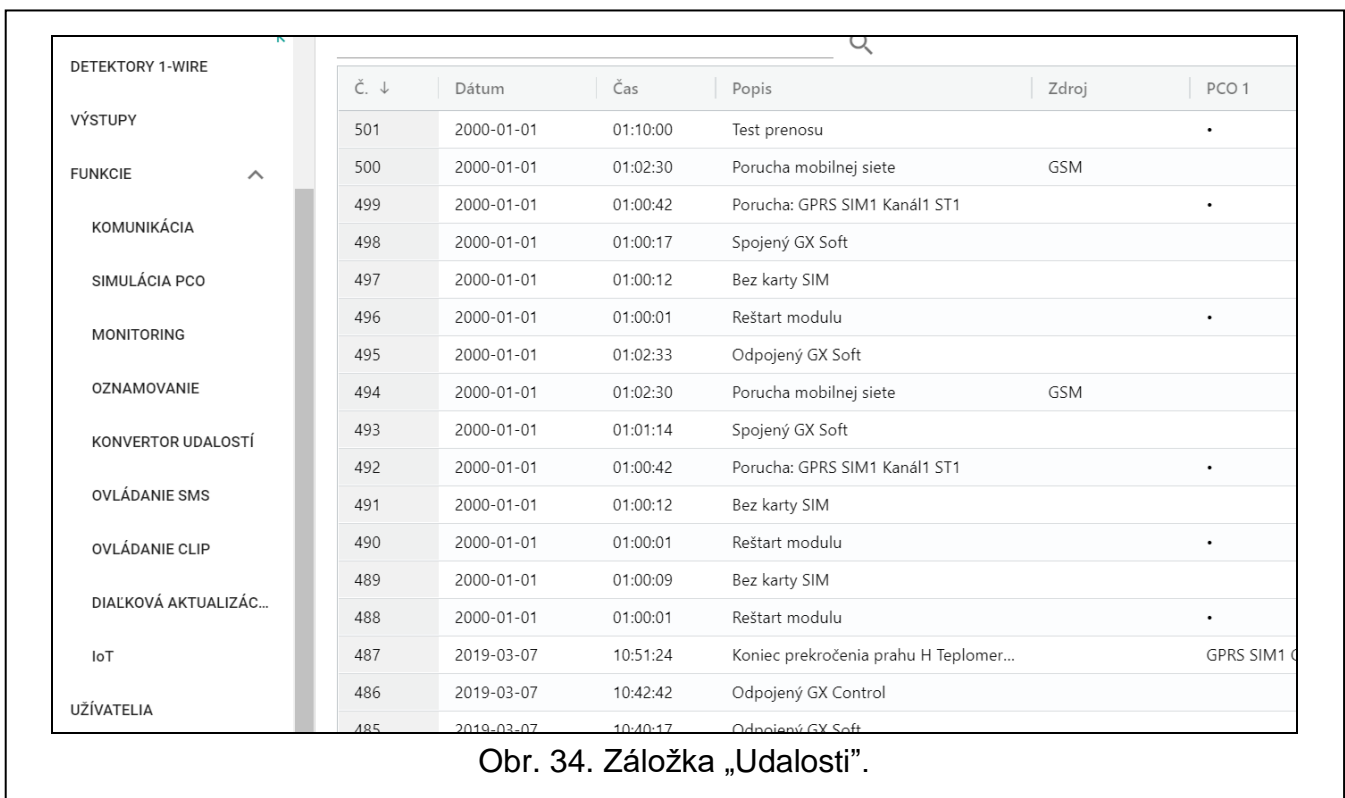 DETEKTORY 1-WIRE
VÝSTUPY
FUNKCIE
KOMUNIKÁCIA
SIMULÁCIA PCO
MONITORING
OZNAMOVANIE
KONVERTOR UDALOSTÍ
OVLÁDANIE SMS
OVLÁDANIE CLIP
DIAĽKOVÁ AKTUALIZÁC...
IoT
UŽÍVATELIA
Č. ↓ Dátum Čas Popis Zdroj PCO 1
501 2000-01-01 01:10:00 Test prenosu •
500 2000-01-01 01:02:30 Porucha mobilnej siete GSM
499 2000-01-01 01:00:42 Porucha: GPRS SIM1 Kanál1 ST1 •
498 2000-01-01 01:00:17 Spojený GX Soft
497 2000-01-01 01:00:12 Bez karty SIM
496 2000-01-01 01:00:01 Reštart modulu •
495 2000-01-01 01:02:33 Odpojený GX Soft
494 2000-01-01 01:02:30 Porucha mobilnej siete GSM
493 2000-01-01 01:01:14 Spojený GX Soft
492 2000-01-01 01:00:42 Porucha: GPRS SIM1 Kanál1 ST1 •
491 2000-01-01 01:00:12 Bez karty SIM
490 2000-01-01 01:00:01 Reštart modulu •
489 2000-01-01 01:00:09 Bez karty SIM
488 2000-01-01 01:00:01 Reštart modulu •
487 2019-03-07 10:51:24 Koniec prekročenia prahu H Teplomer... GPRS SIM1
486 2019-03-07 10:42:42 Odpojený GX Control
485 2019-03-07 10:40:17 Odpojený GX Soft
Obr. 34. Záložka „Udalosti”.